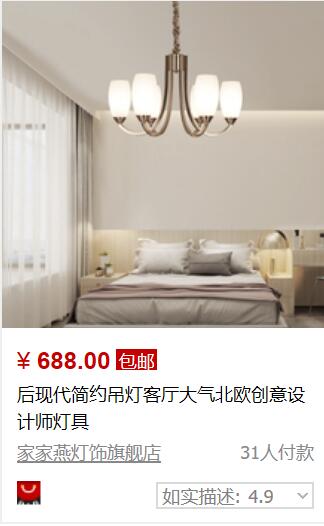 ¥ 688.00 包邮
后现代简约吊灯客厅大气北欧创意设
计师灯具
家家燕灯饰旗舰店 31人付款
如实描述: 4.9